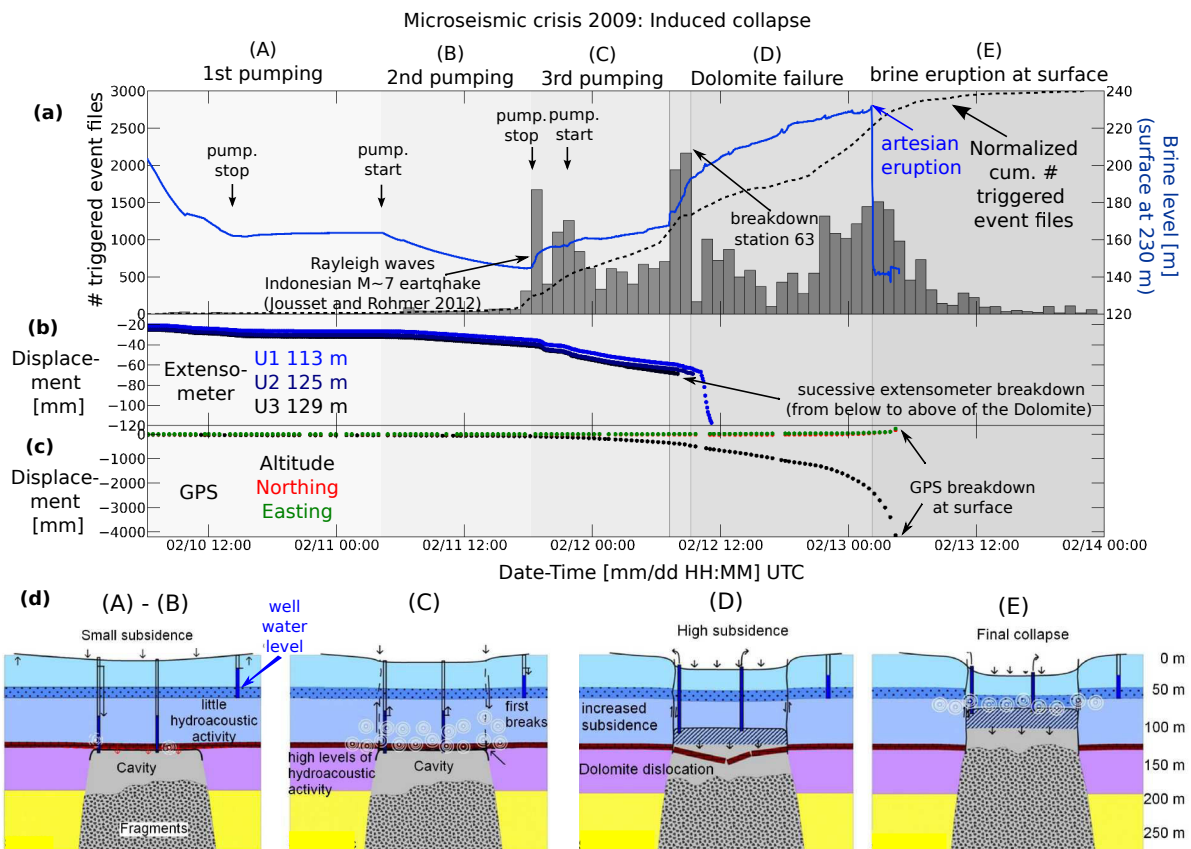 Microseismic crisis 2009: Induced collapse
(A)
1st pumping
(B)
2nd pumping
(C)
3rd pumping
(D)
Dolomite failure
(E)
brine eruption at surface
(a)
# triggered event files
3000
2500
2000
1500
1000
500
0
240
220
200
180
160
140
120
Brine level [m]
(surface at 230 m)
pump.
stop
pump.
start
pump.
stop
pump.
start
Rayleigh waves
Indonesian M~7 eartqhake
(Jousset and Rohmer 2012)
breakdown
station 63
artesian
eruption
Normalized
cum. #
triggered
event files
(b)
Displace-
ment
[mm]
−20
−40
−60
−80
−100
−120
Extenso-
meter
U1 113 m
U2 125 m
U3 129 m
sucessive extensometer breakdown
(from below to above of the Dolomite)
(c)
Displace-
ment
[mm]
0
−1000
−2000
−3000
−4000
GPS
Altitude
Northing
Easting
GPS breakdown
at surface
02/10 12:00
02/11 00:00
02/11 12:00
02/12 00:00
02/12 12:00
02/13 00:00
02/13 12:00
02/14 00:00
Date-Time [mm/dd HH:MM] UTC
(d)
(A) - (B)
Small subsidence
well
water
level
little
hydroacoustic
activity
Cavity
Fragments
(C)
first
breaks
high levels of
hydroacoustic
activity
Cavity
(D)
High subsidence
increased
subsidence
Dolomite dislocation
(E)
Final collapse
0 m
50 m
100 m
150 m
200 m
250 m